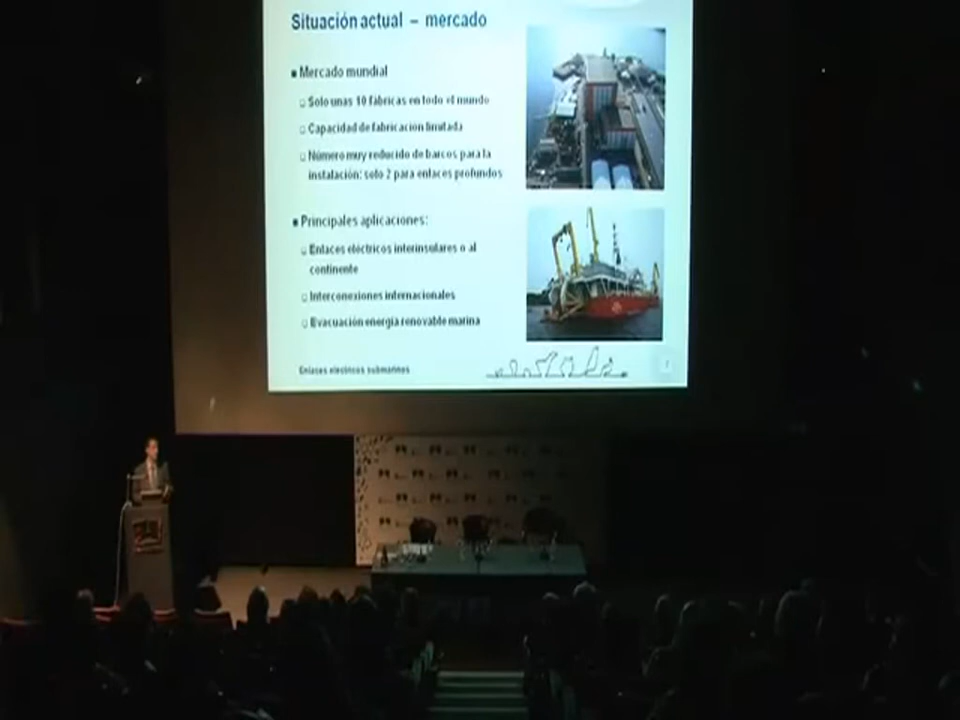 Situación actual – mercado
Mercado mundial
Solo unas 10 fábricas en todo el mundo
Capacidad de fabricación limitada
Número muy reducido de barcos para la
instalación: solo 2 para enlaces profundos
Principales aplicaciones:
Enlaces eléctricos interinsulares o al
continente
Interconexiones internacionales
Evacuación energía renovable marina
Enlaces eléctricos submarinos